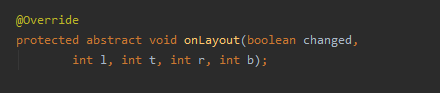 @Override
protected abstract void onLayout(boolean changed,
int l, int t, int r, int b);